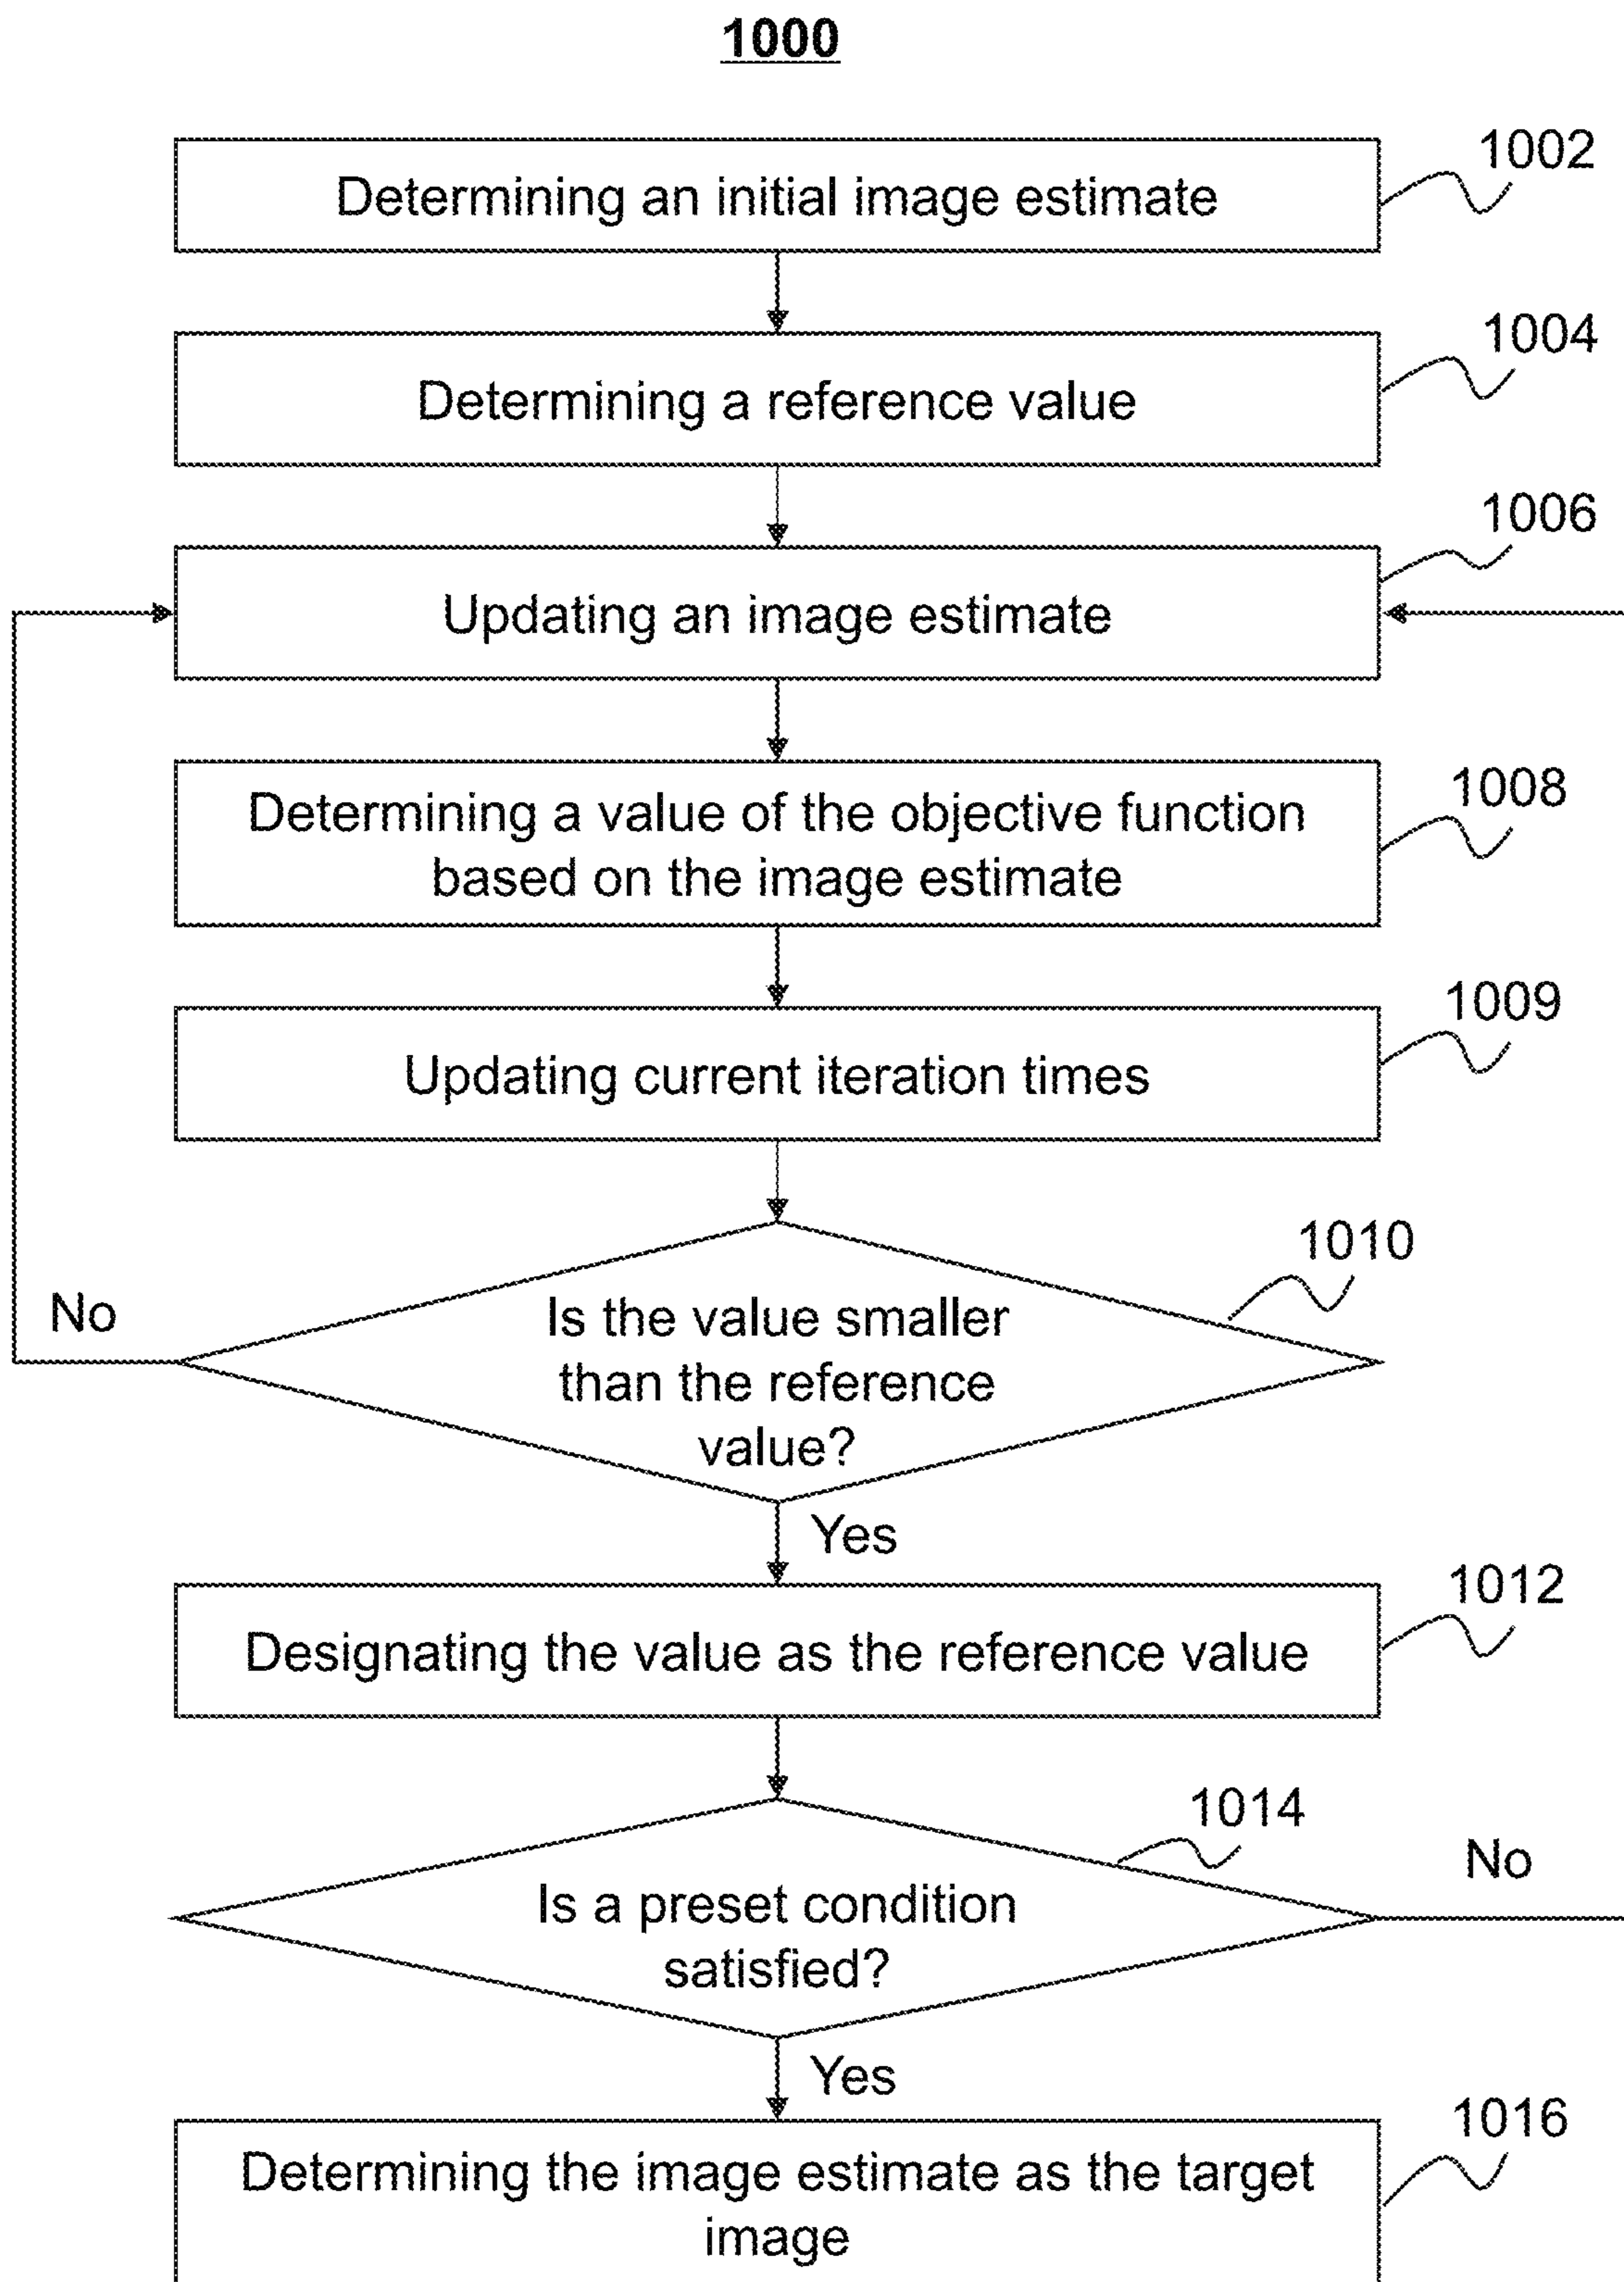 1000
1002
Determining an initial image estimate
1004
Determining a reference value
1006
Updating an image estimate
1008
Determining a value of the objective function
based on the image estimate
1009
Updating current iteration times
1010
No
Is the value smaller
than the reference
value?
Yes
1012
Designating the value as the reference value
1014
No
Is a preset condition
satisfied?
Yes
1016
Determining the image estimate as the target
image